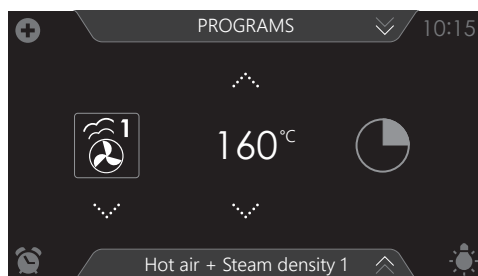 PROGRAMS
10:15
1
160°C
Hot air + Steam density 1